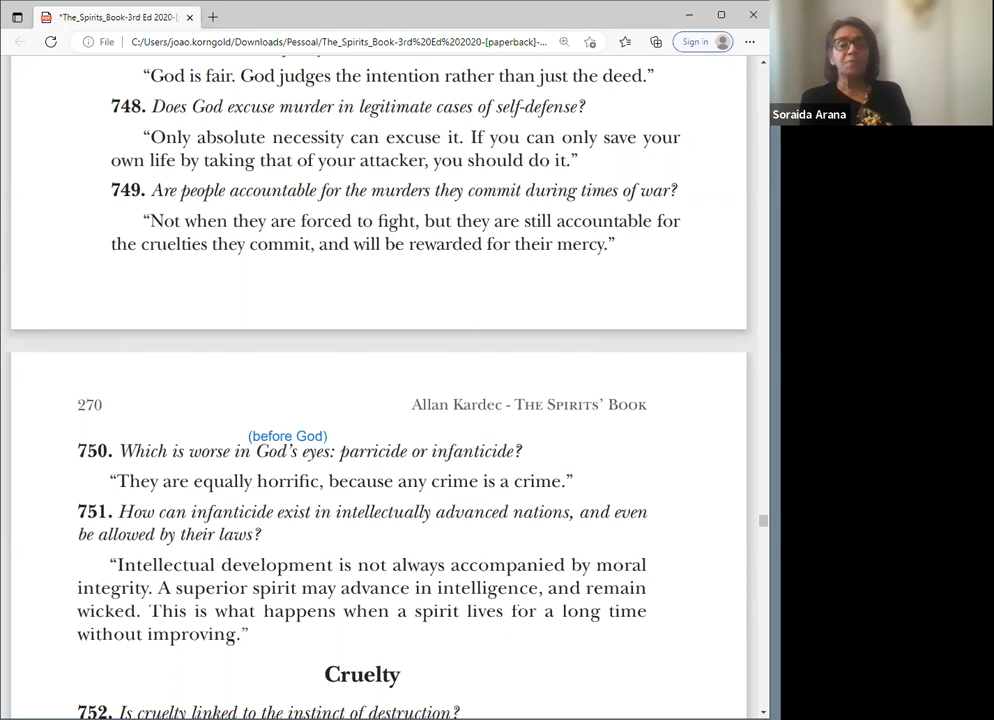 *The_Spirits_Book-3rd Ed 2020-[
File
C:/Users/joao.korngold/Downloads/Pessoal/The_Spirits_Book-3rd%20Ed%202020-[paperback]-...
Sign in
Soraida Arana
“God is fair. God judges the intention rather than just the deed.”
748. Does God excuse murder in legitimate cases of self-defense?
“Only absolute necessity can excuse it. If you can only save your
own life by taking that of your attacker, you should do it.”
749. Are people accountable for the murders they commit during times of war?
“Not when they are forced to fight, but they are still accountable for
the cruelties they commit, and will be rewarded for their mercy.”
270
Allan Kardec - The Spirits’ Book
(before God)
750. Which is worse in God’s eyes: parricide or infanticide?
“They are equally horrific, because any crime is a crime.”
751. How can infanticide exist in intellectually advanced nations, and even
be allowed by their laws?
“Intellectual development is not always accompanied by moral
integrity. A superior spirit may advance in intelligence, and remain
wicked. This is what happens when a spirit lives for a long time
without improving.”
Cruelty
752. Is cruelty linked to the instinct of destruction?